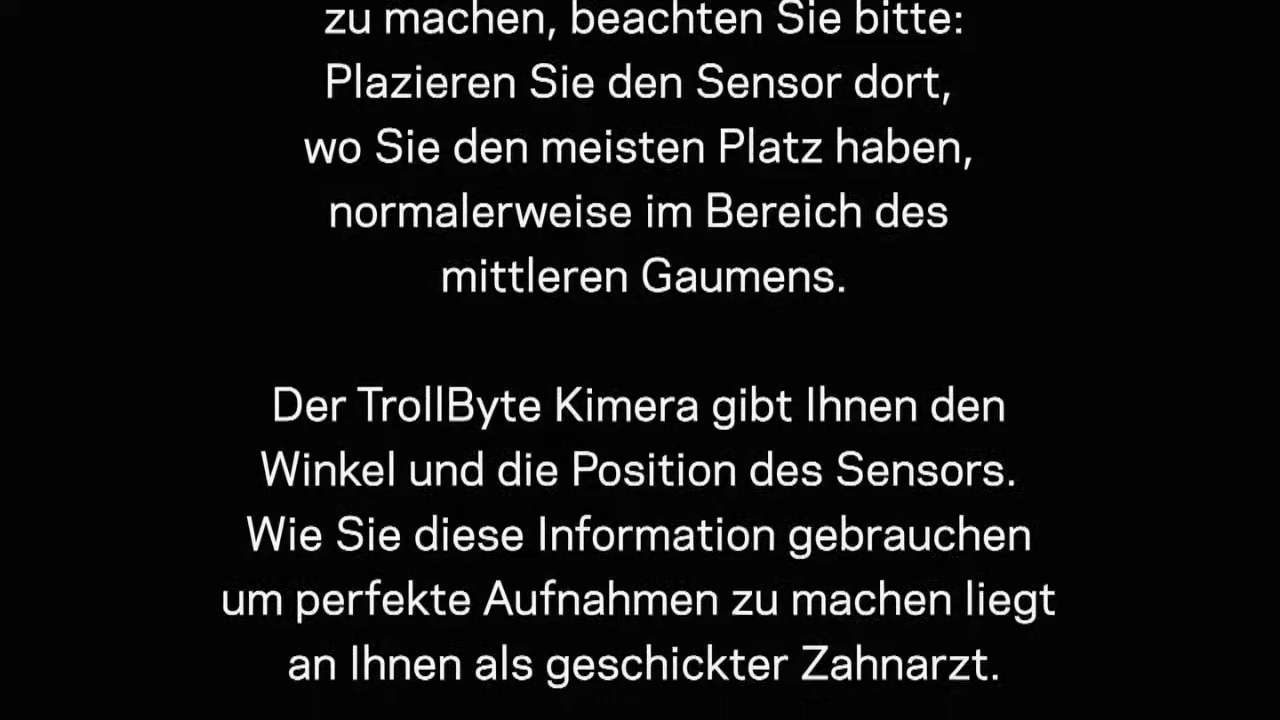 zu machen, beachten Sie bitte:
Plazieren Sie den Sensor dort,
wo Sie den meisten Platz haben,
normalerweise im Bereich des
mittleren Gaumens.
Der TrollByte Kimera gibt Ihnen den
Winkel und die Position des Sensors.
Wie Sie diese Information gebrauchen
um perfekte Aufnahmen zu machen liegt
an Ihnen als geschickter Zahnarzt.